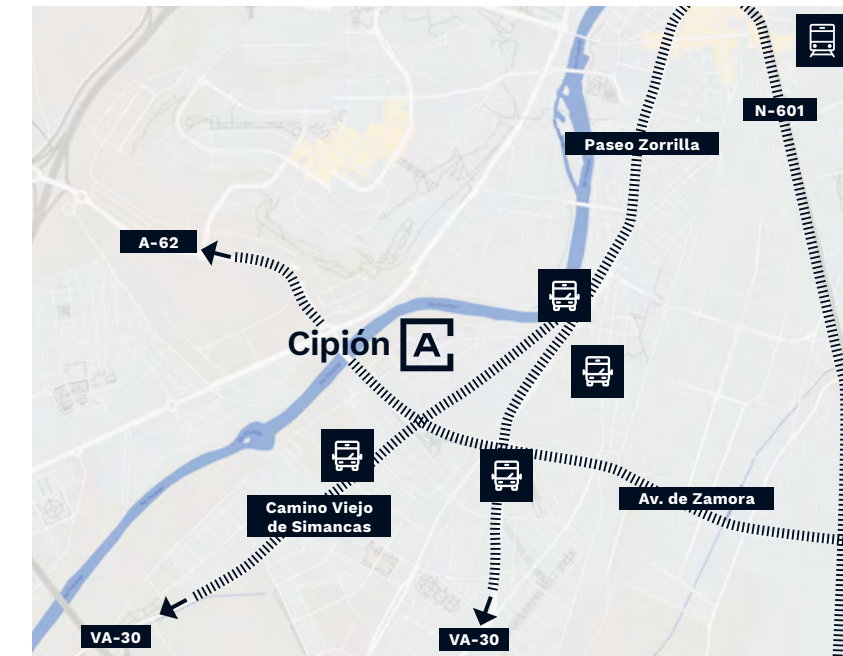 N-601
Paseo Zorrilla
A-62
Cipión A
Av. de Zamora
Camino Viejo
de Simancas
VA-30
VA-30